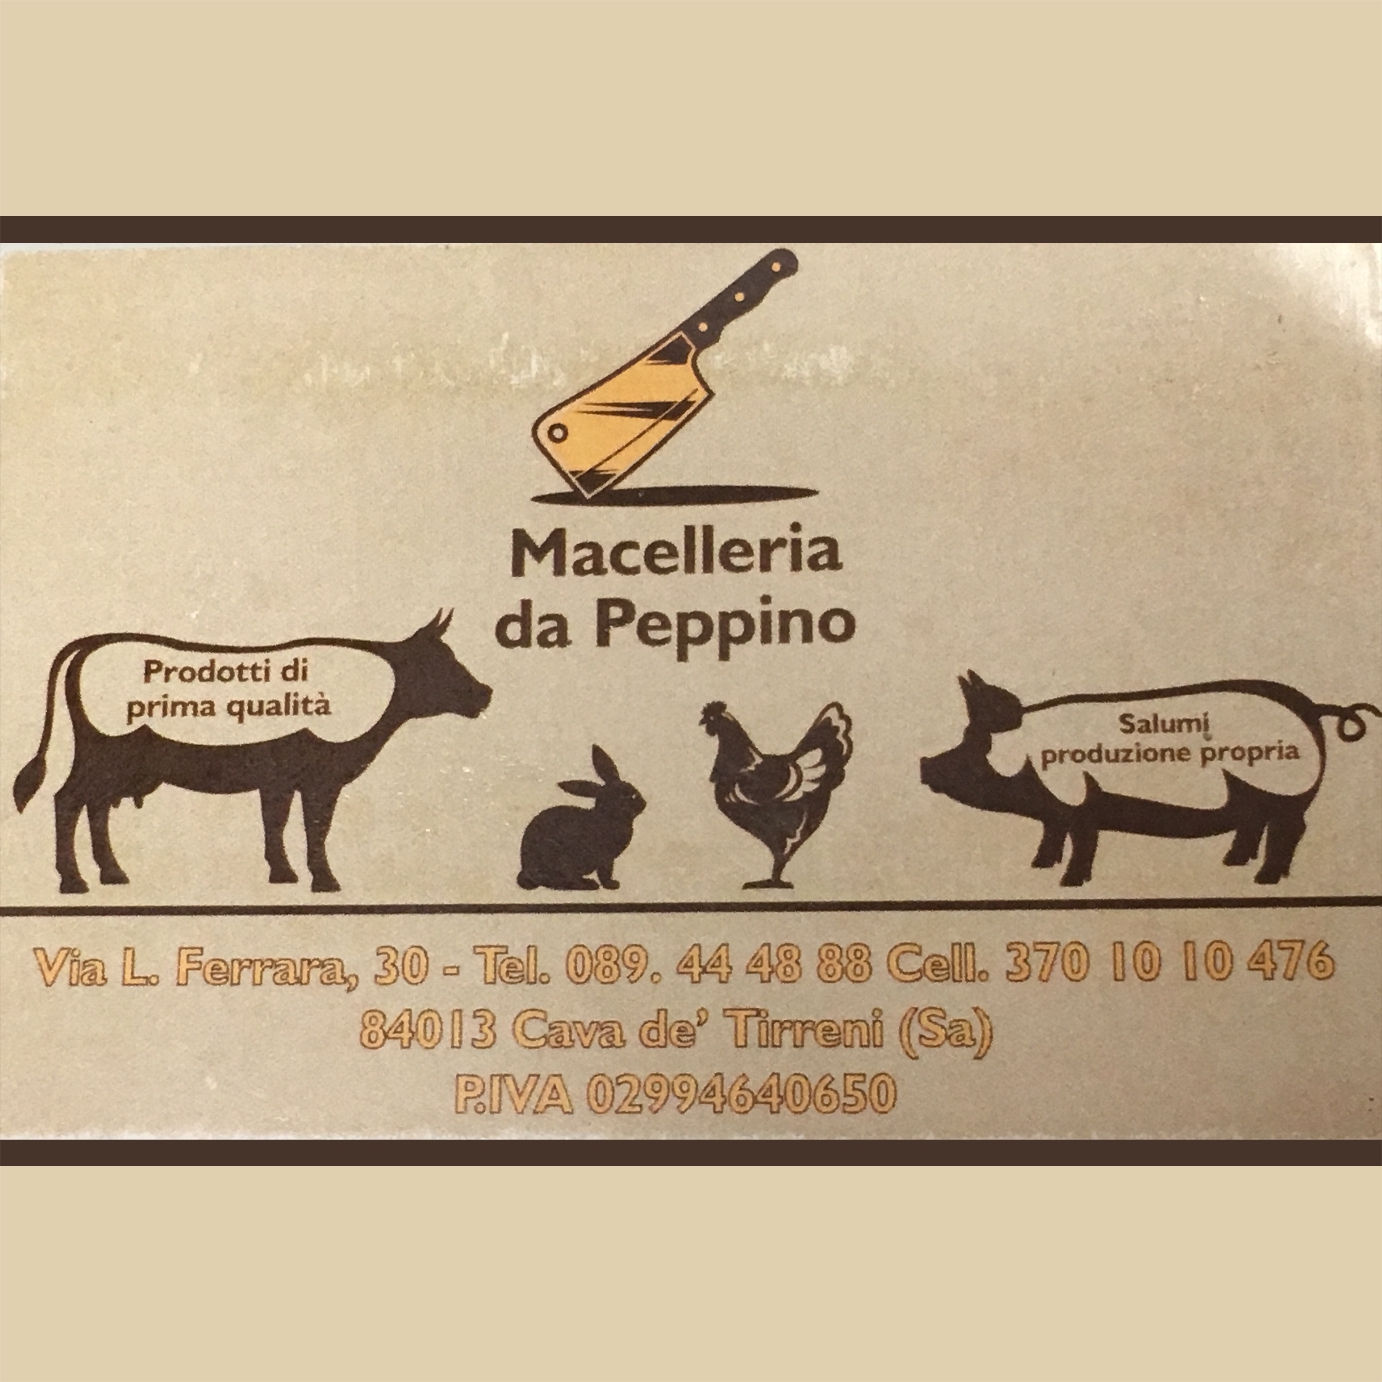 Macelleria
da Peppino
Prodotti di
prima qualità
Salumi
produzione propria
Via L. Ferrara, 30 - Tel. 089. 44 48 88 Cell. 370 10 10 476
84013 Cava de' Tirreni (Sa)
P.IVA 02994640650